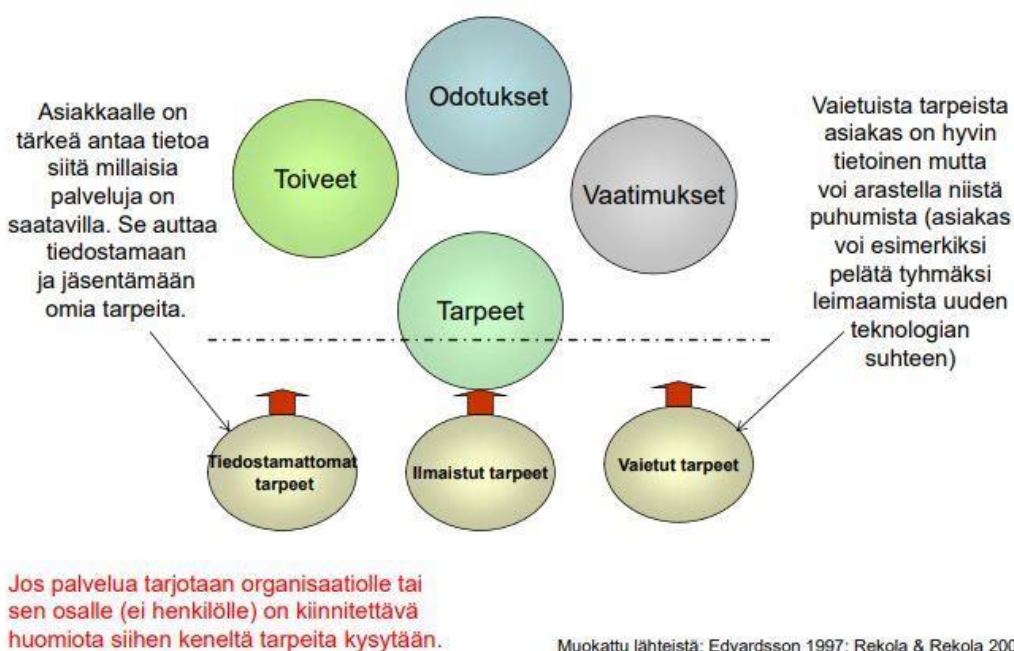 Asiakkaalle on
tärkeä antaa tietoa
siitä millaisia
palveluja on
saatavilla. Se auttaa
tiedostamaan
ja jäsentämään
omia tarpeita.
Odotukset
Toiveet
Vaatimukset
Tarpeet
Vaietuista tarpeista
asiakas on hyvin
tietoinen mutta
voi arastella niistä
puhumista (asiakas
voi esimerkiksi
pelätä tyhmäksi
leimaamista uuden
teknologian
suhteen)
Tiedostamattomat
tarpeet
Ilmaistut tarpeet
Vaietut tarpeet
Jos palvelua tarjotaan organisaatiolle tai
sen osalle (ei henkilölle) on kiinnitettävä
huomiota siihen keneltä tarpeita kysytään.
Muokattu lähteistä: Edvardsson 1997; Rekola & Rekola